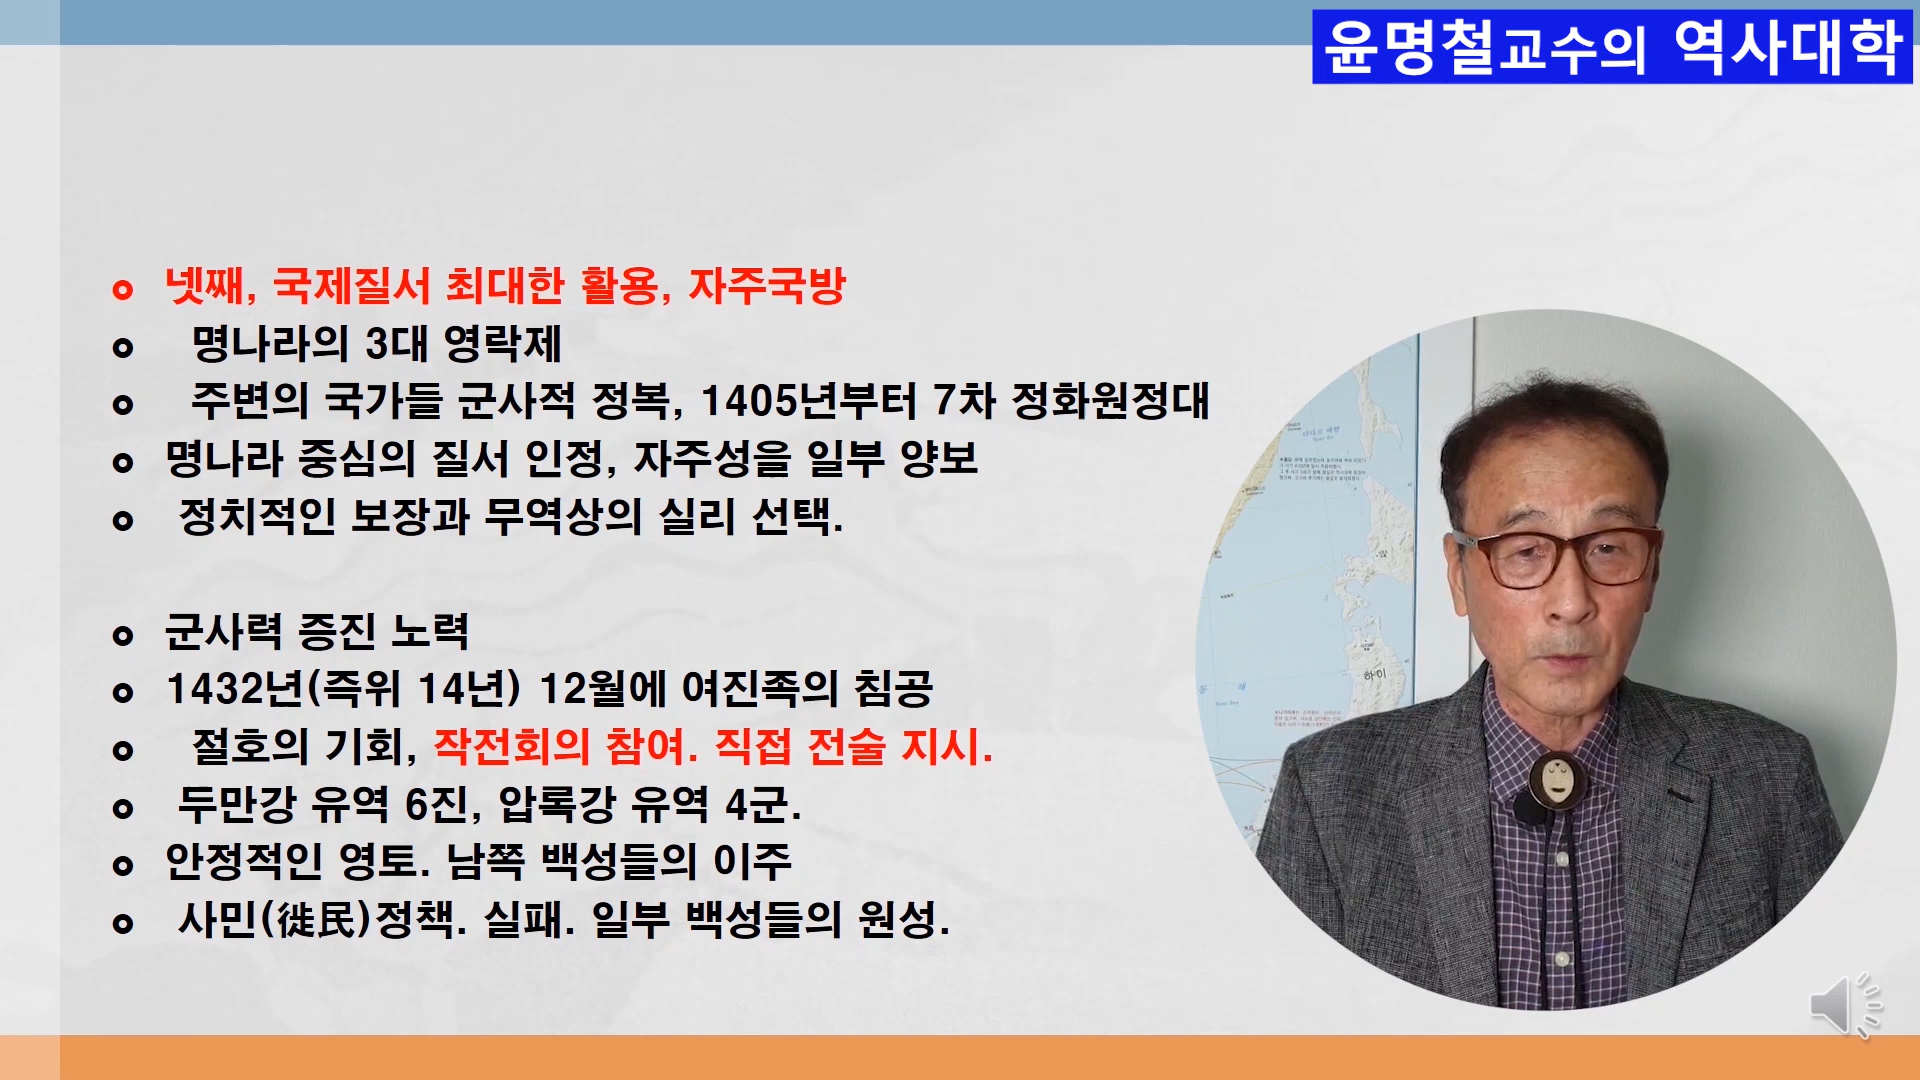 윤명철교수의 역사대학
넷째, 국제질서 최대한 활용, 자주국방
명나라의 3대 영락제
주변의 국가들 군사적 정복, 1405년부터 7차 정화원정대
명나라 중심의 질서 인정, 자주성을 일부 양보
정치적인 보장과 무역상의 실리 선택.
군사력 증진 노력
1432년(즉위 14년) 12월에 여진족의 침공
절호의 기회, 작전회의 참여. 직접 전술 지시.
두만강 유역 6진, 압록강 유역 4군.
안정적인 영토. 남쪽 백성들의 이주
사민(徙民)정책. 실패. 일부 백성들의 원성.
하이
동 해